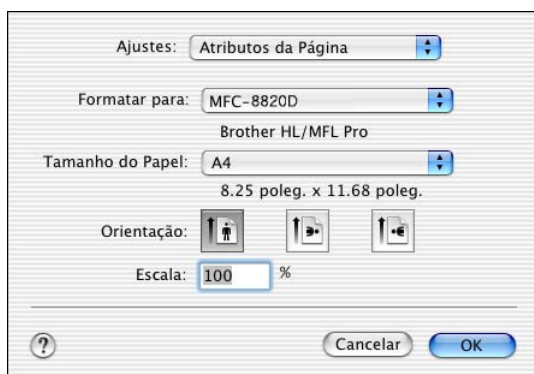 Ajustes: Atributos da Página
Formatar para: MFC-8820D
Brother HL/MFL Pro
Tamanho do Papel: A4
8.25 poleg. x 11.68 poleg.
Orientação:
Escala: 100 %
?
Cancelar OK